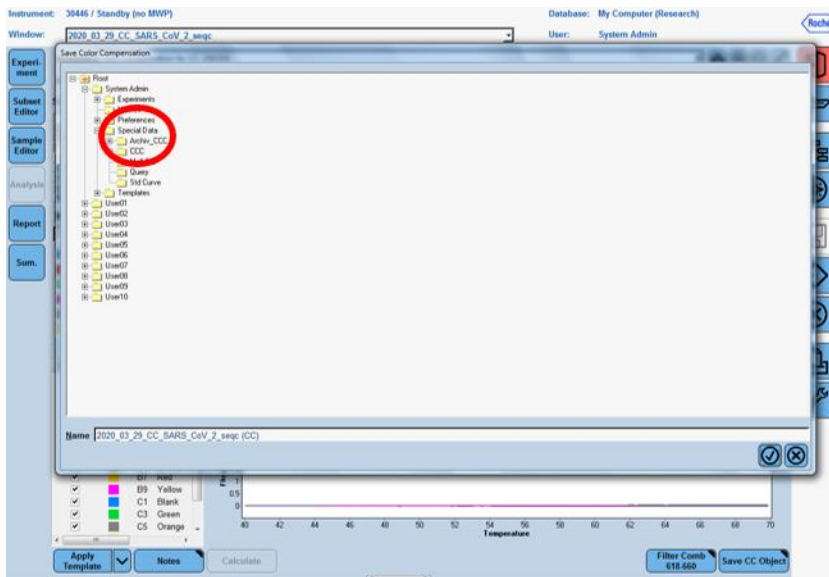 Instrument: 30446 / Standby (no MWP) Database: My Computer (Research)
Window: 2020_03_29_CC_SARS_CoV_2_seqc User: System Admin
Roche
Experi-
ment
Subset
Editor
Sample
Editor
Analysis
Report
Sum.
Save Color Compensation
Root
System Admin
Experiments
Preferences
Special Data
Archiv_CCC
CCC
Query
Std Curve
Templates
User01
User02
User03
User04
User05
User06
User07
User08
User09
User10
Name 2020_03_29_CC_SARS_CoV_2_seqc (CC)
B7 Red
B9 Yellow
C1 Blank
C3 Green
C5 Orange
1
0.5
0
40 42 44 46 48 50 52 54 56 58 60 62 64 66 68 70
Temperature
Apply
Template
Notes
Calculate
Filter Comb
618-660
Save CC Object